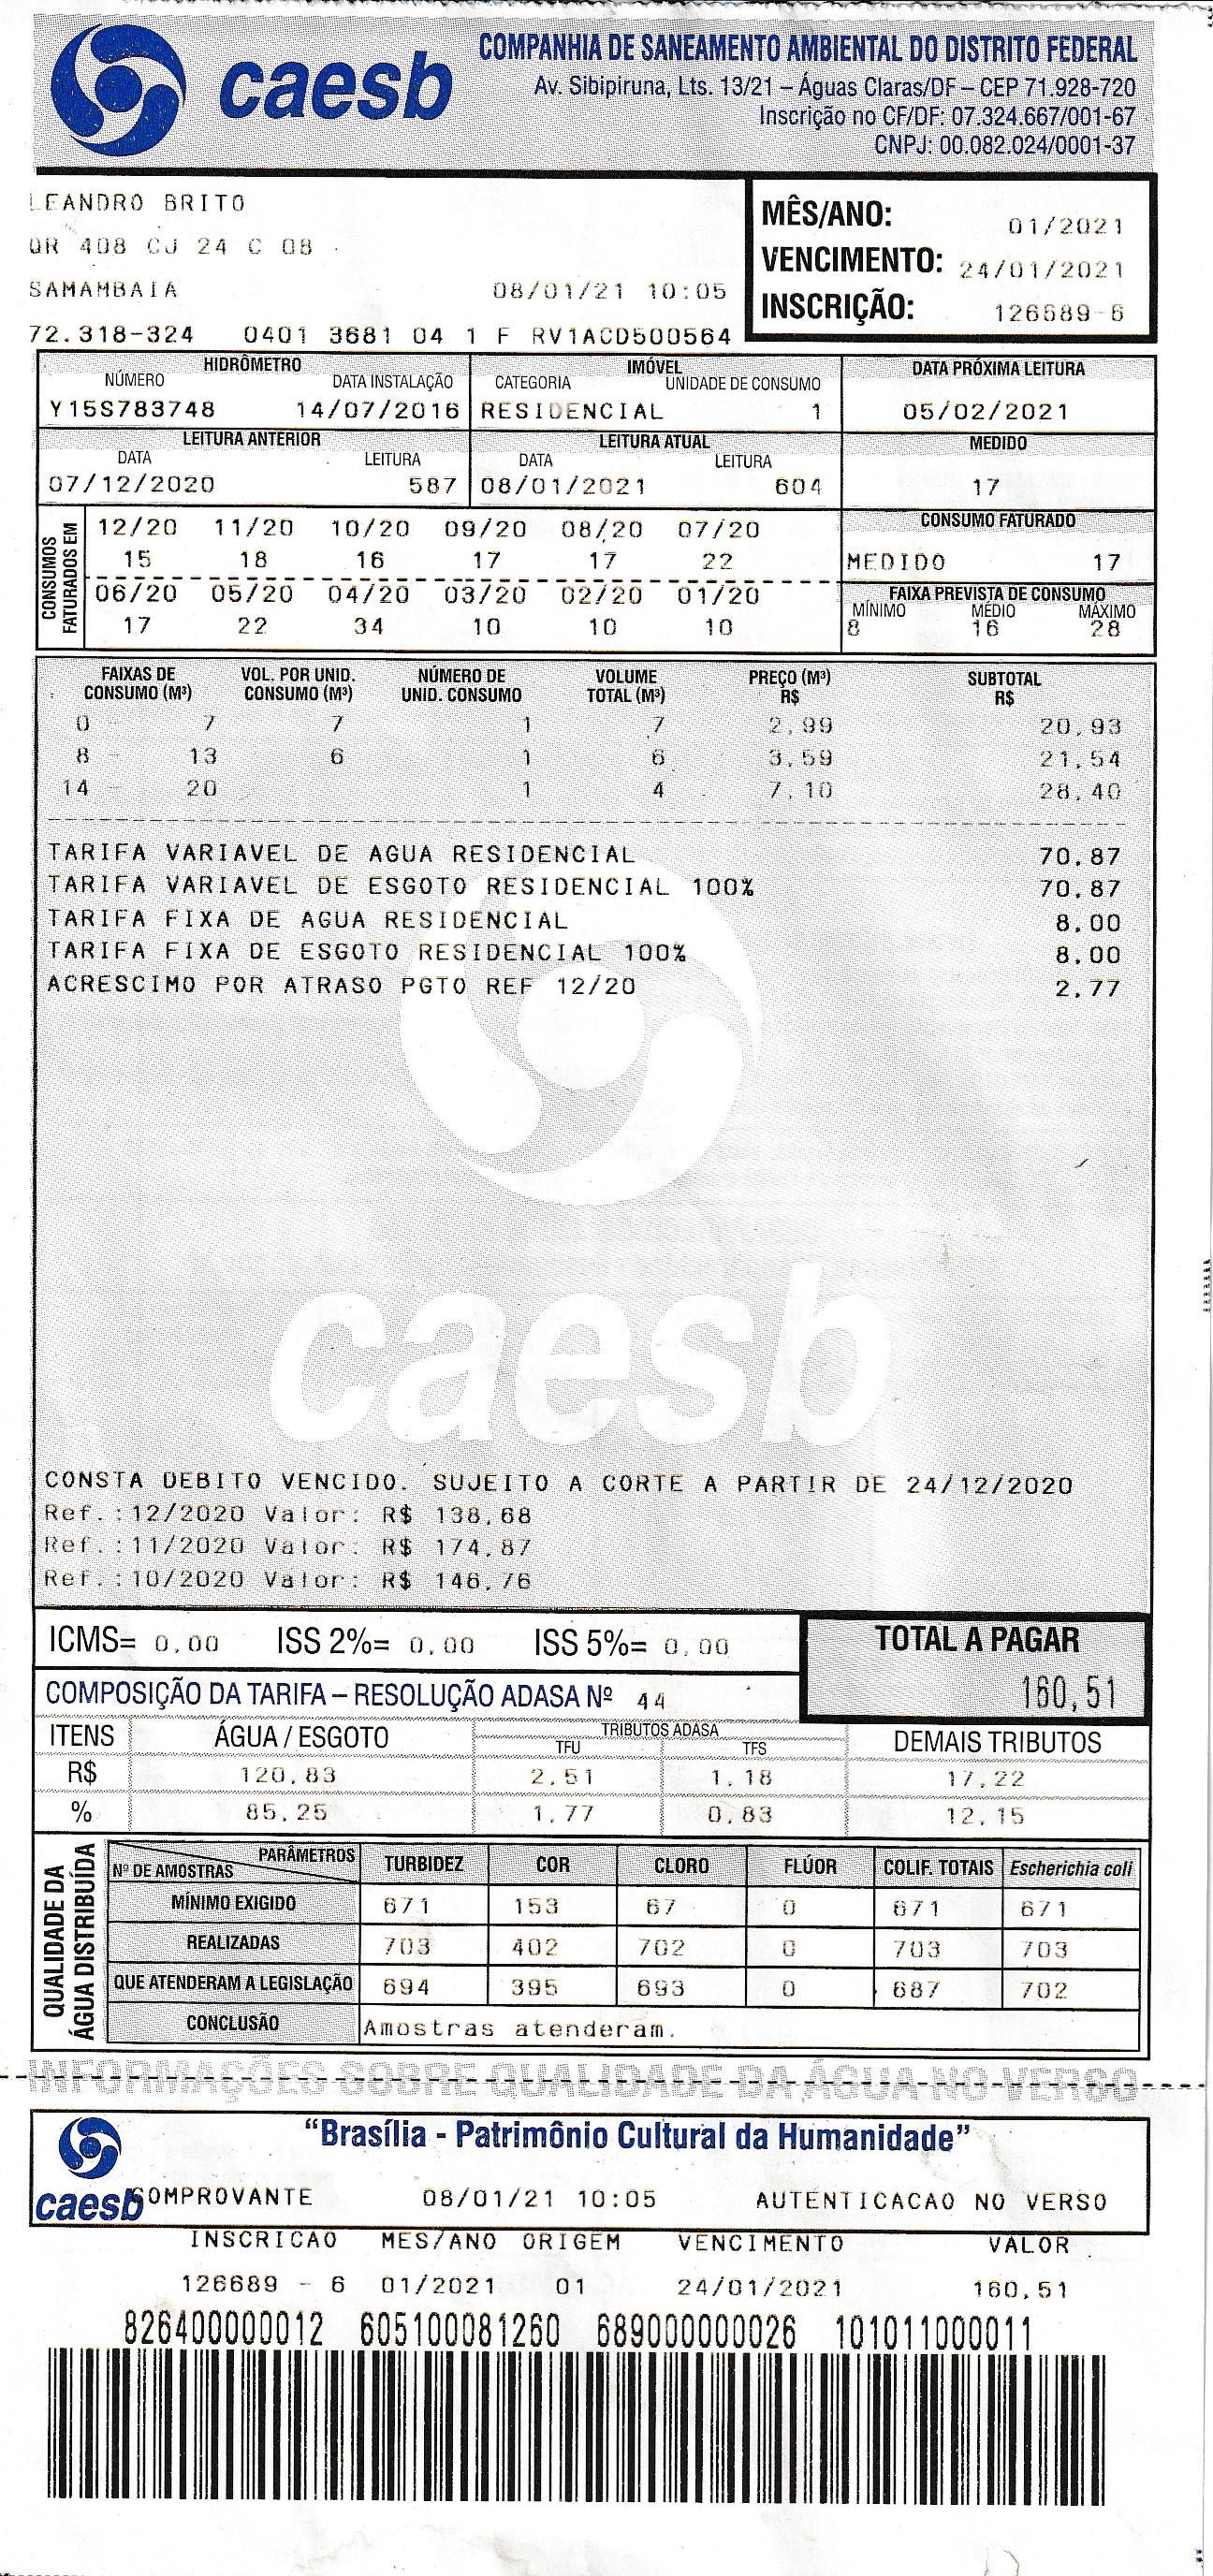 caesb
COMPANHIA DE SANEAMENTO AMBIENTAL DO DISTRITO FEDERAL
Av. Sibipiruna, Lts. 13/21 – Águas Claras/DF – CEP 71.928-720
Inscrição no CF/DF: 07.324.667/001-67
CNPJ: 00.082.024/0001-37
LEANDRO BRITO
QR 408 CJ 24 C 08
SAMAMBAIA 08/01/21 10:05
72.318-324 0401 3681 04 1 F RV1ACD500564
MÊS/ANO: 01/2021
VENCIMENTO: 24/01/2021
INSCRIÇÃO: 126689-6
HIDRÔMETRO IMÓVEL DATA PRÓXIMA LEITURA
NÚMERO DATA INSTALAÇÃO CATEGORIA UNIDADE DE CONSUMO
Y15S783748 14/07/2016 RESIDENCIAL 1 05/02/2021
LEITURA ANTERIOR LEITURA ATUAL MEDIDO
DATA LEITURA DATA LEITURA
07/12/2020 587 08/01/2021 604 17
CONSUMOS FATURADOS EM
12/20 11/20 10/20 09/20 08/20 07/20
15 18 16 17 17 22
06/20 05/20 04/20 03/20 02/20 01/20
17 22 34 10 10 10
CONSUMO FATURADO
MEDIDO 17
FAIXA PREVISTA DE CONSUMO
MÍNIMO MÉDIO MÁXIMO
8 16 28
FAIXAS DE CONSUMO (M³) VOL. POR UNID. CONSUMO (M³) NÚMERO DE UNID. CONSUMO VOLUME TOTAL (M³) PREÇO (M³) R$ SUBTOTAL R$
0 - 7 7 1 7 2,99 20,93
8 - 13 6 1 6 3,59 21,54
14 - 20 1 4 7,10 28,40
TARIFA VARIAVEL DE AGUA RESIDENCIAL 70,87
TARIFA VARIAVEL DE ESGOTO RESIDENCIAL 100% 70,87
TARIFA FIXA DE AGUA RESIDENCIAL 8,00
TARIFA FIXA DE ESGOTO RESIDENCIAL 100% 8,00
ACRESCIMO POR ATRASO PGTO REF 12/20 2,77
caesb
CONSTA DEBITO VENCIDO. SUJEITO A CORTE A PARTIR DE 24/12/2020
Ref.:12/2020 Valor: R$ 138,68
Ref.:11/2020 Valor: R$ 174,87
Ref.:10/2020 Valor: R$ 146,76
ICMS= 0,00 ISS 2%= 0,00 ISS 5%= 0,00
TOTAL A PAGAR
160,51
COMPOSIÇÃO DA TARIFA – RESOLUÇÃO ADASA Nº 44
ITENS ÁGUA / ESGOTO TRIBUTOS ADASA DEMAIS TRIBUTOS
TFU TFS
R$ 120,83 2,51 1,18 17,22
% 85,25 1,77 0,83 12,15
QUALIDADE DA ÁGUA DISTRIBUÍDA
PARÂMETROS
Nº DE AMOSTRAS TURBIDEZ COR CLORO FLÚOR COLIF. TOTAIS Escherichia coli
MÍNIMO EXIGIDO 671 153 67 0 671 671
REALIZADAS 703 402 702 0 703 703
QUE ATENDERAM A LEGISLAÇÃO 694 395 693 0 687 702
CONCLUSÃO Amostras atenderam.
INFORMAÇÕES SOBRE QUALIDADE DA ÁGUA NO VERSO
"Brasília - Patrimônio Cultural da Humanidade"
caesb COMPROVANTE 08/01/21 10:05 AUTENTICACAO NO VERSO
INSCRICAO MES/ANO ORIGEM VENCIMENTO VALOR
126689 - 6 01/2021 01 24/01/2021 160,51
826400000012 605100081260 689000000026 101011000011